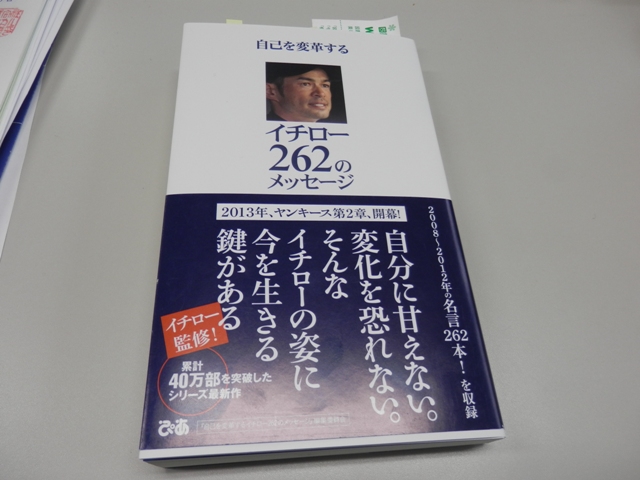 自己を変革する
イチロー
262の
メッセージ
2013年、ヤンキース第2章、開幕!
2008〜2012年の名言262本!を収録
自分に甘えない。
変化を恐れない。
そんな
イチローの姿に
今を生きる
鍵がある
イチロー
監修!
累計
40万部を突破した
シリーズ最新作
ぴあ